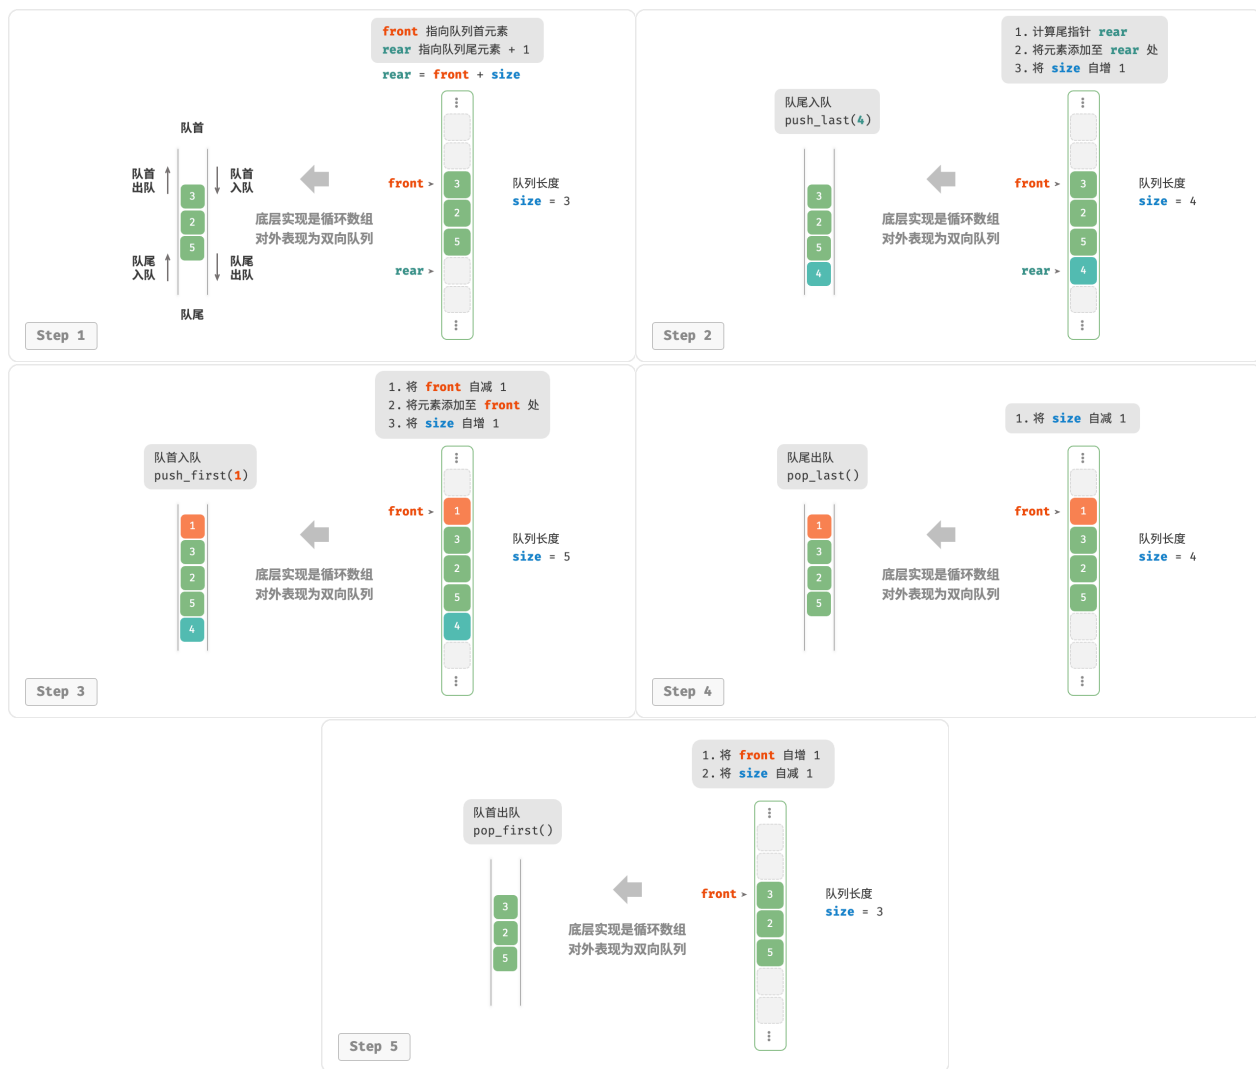 front 指向队列首元素
rear 指向队列尾元素 + 1
rear = front + size
队首
队首
出队
队首
入队
3
2
5
队尾
入队
队尾
出队
队尾
底层实现是循环数组
对外表现为双向队列
front
3
2
5
rear
队列长度
size = 3
Step 1
1. 计算尾指针 rear
2. 将元素添加至 rear 处
3. 将 size 自增 1
队尾入队
push_last(4)
3
2
5
4
底层实现是循环数组
对外表现为双向队列
front
3
2
5
rear
4
队列长度
size = 4
Step 2
1. 将 front 自减 1
2. 将元素添加至 front 处
3. 将 size 自增 1
队首入队
push_first(1)
1
3
2
5
4
底层实现是循环数组
对外表现为双向队列
front
1
3
2
5
4
队列长度
size = 5
Step 3
1. 将 size 自减 1
队尾出队
pop_last()
1
3
2
5
底层实现是循环数组
对外表现为双向队列
front
1
3
2
5
队列长度
size = 4
Step 4
1. 将 front 自增 1
2. 将 size 自减 1
队首出队
pop_first()
3
2
5
底层实现是循环数组
对外表现为双向队列
front
3
2
5
队列长度
size = 3
Step 5